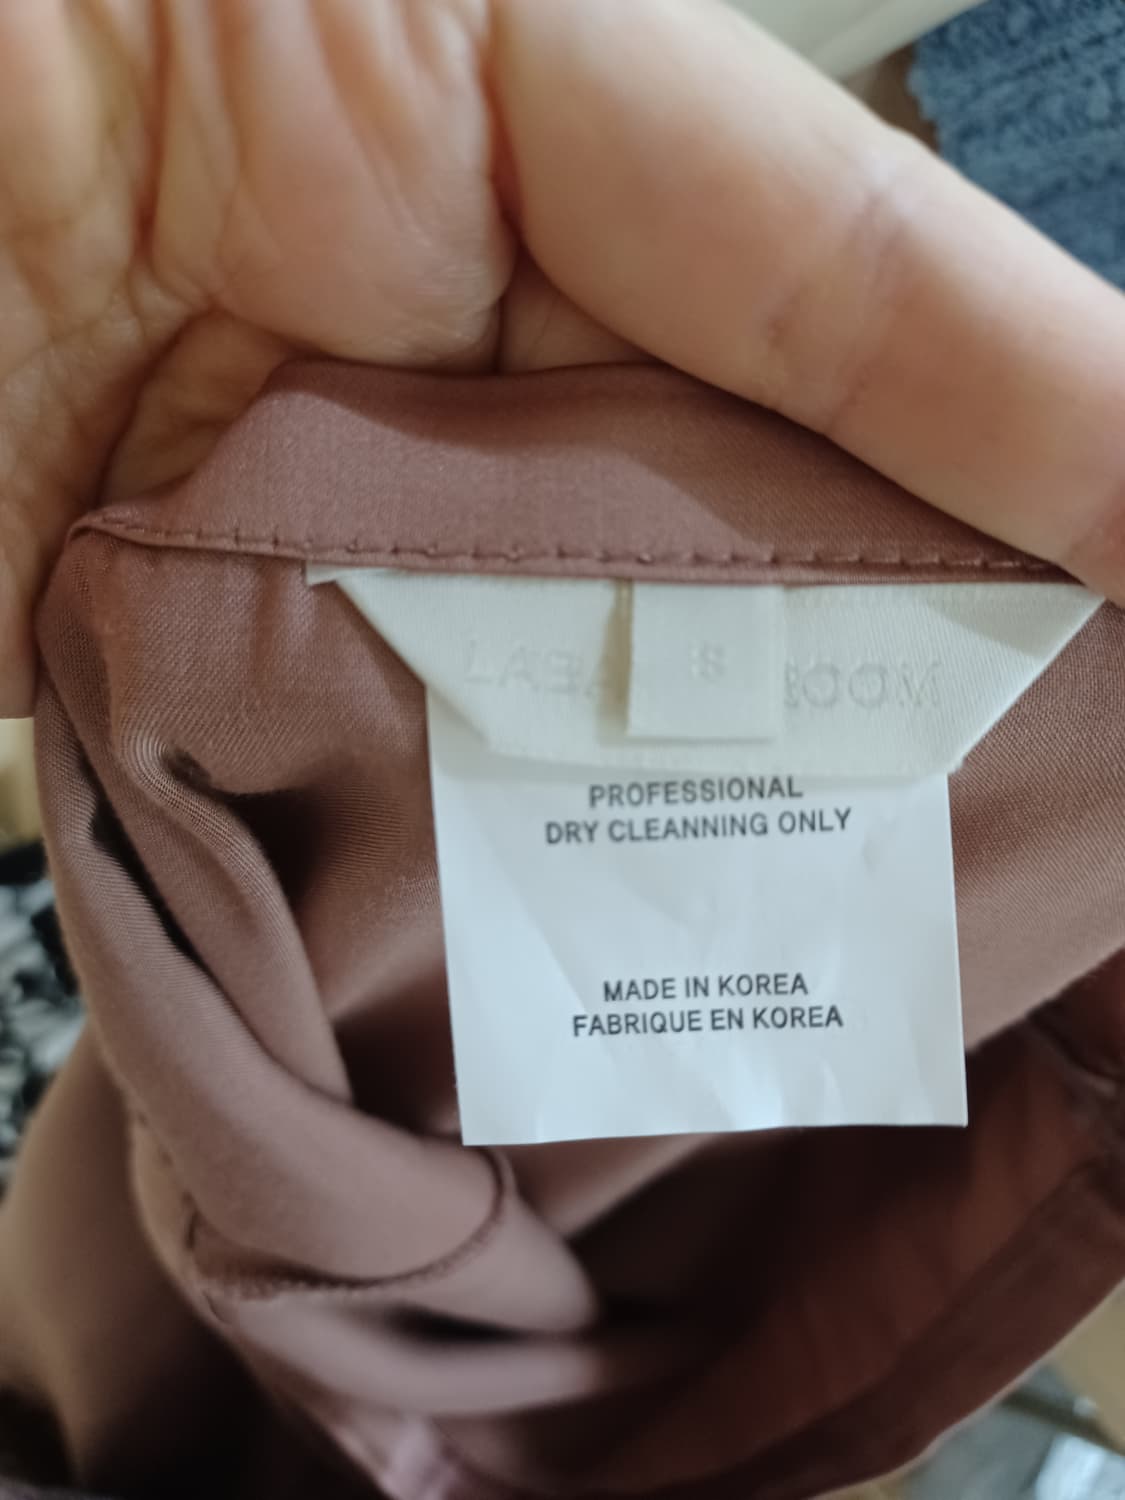 S
PROFESSIONAL
DRY CLEANNING ONLY
MADE IN KOREA
FABRIQUE EN KOREA